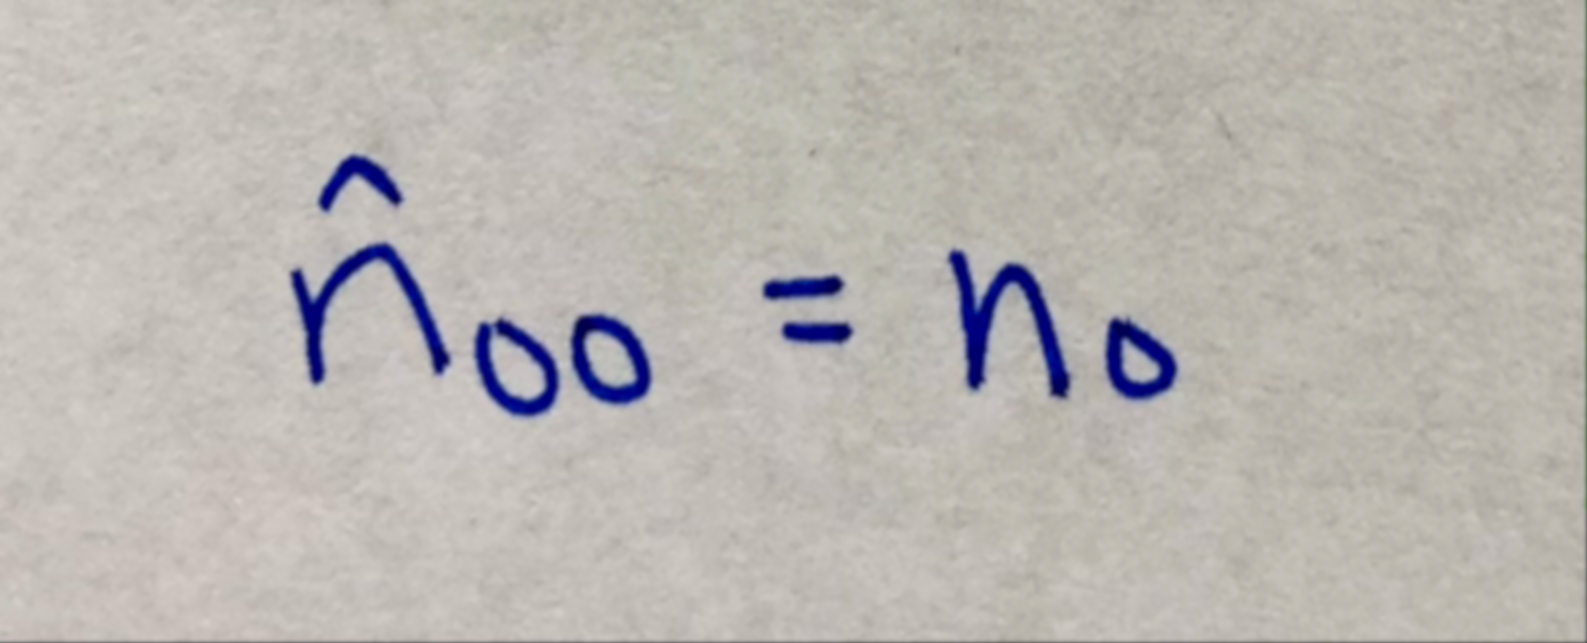 n̂₀₀ = n₀